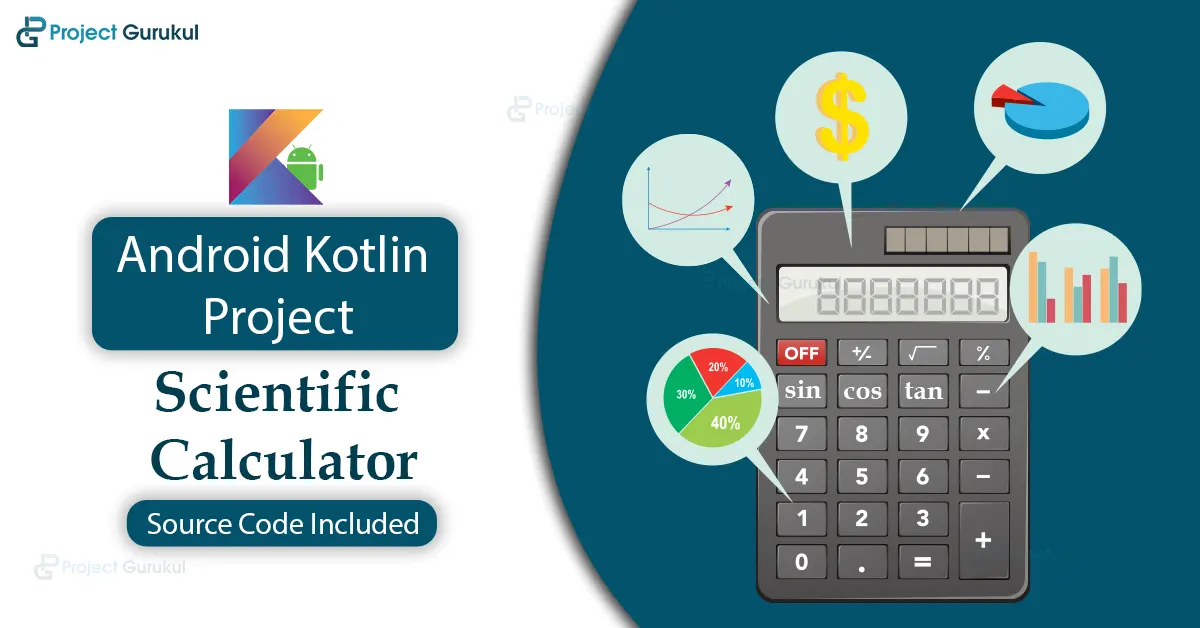 Project Gurukul
Project
Gurukul
Android Kotlin
Project
Scientific
Calculator
Source Code Included
Project Gurukul
20%
10%
30%
40%
8888888
OFF +/- √ %
sin cos tan −
7 8 9 x
4 5 6 −
1 2 3
+
0 . =